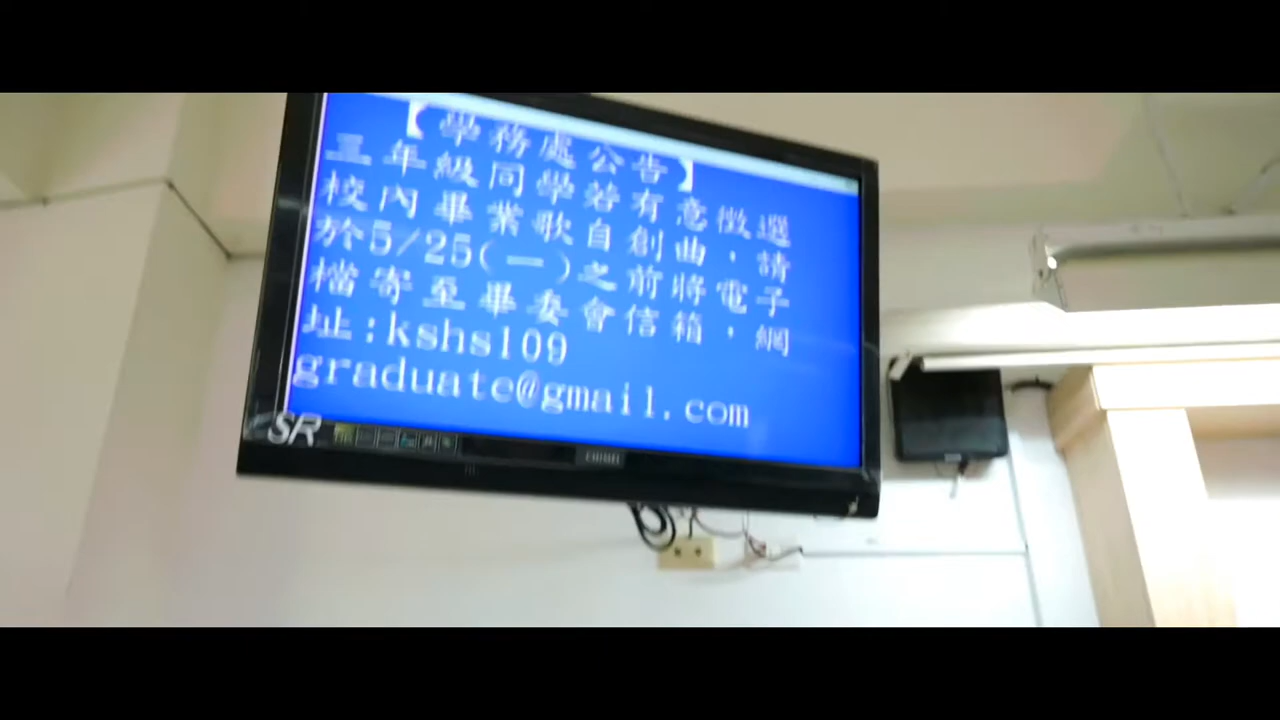 【學務處公告】
三年級同學若有意徵選
校內畢業歌自創曲，請
於5/25(一)之前將電子
檔寄至畢委會信箱，網
址:kshs109
graduate@gmail.com
SR